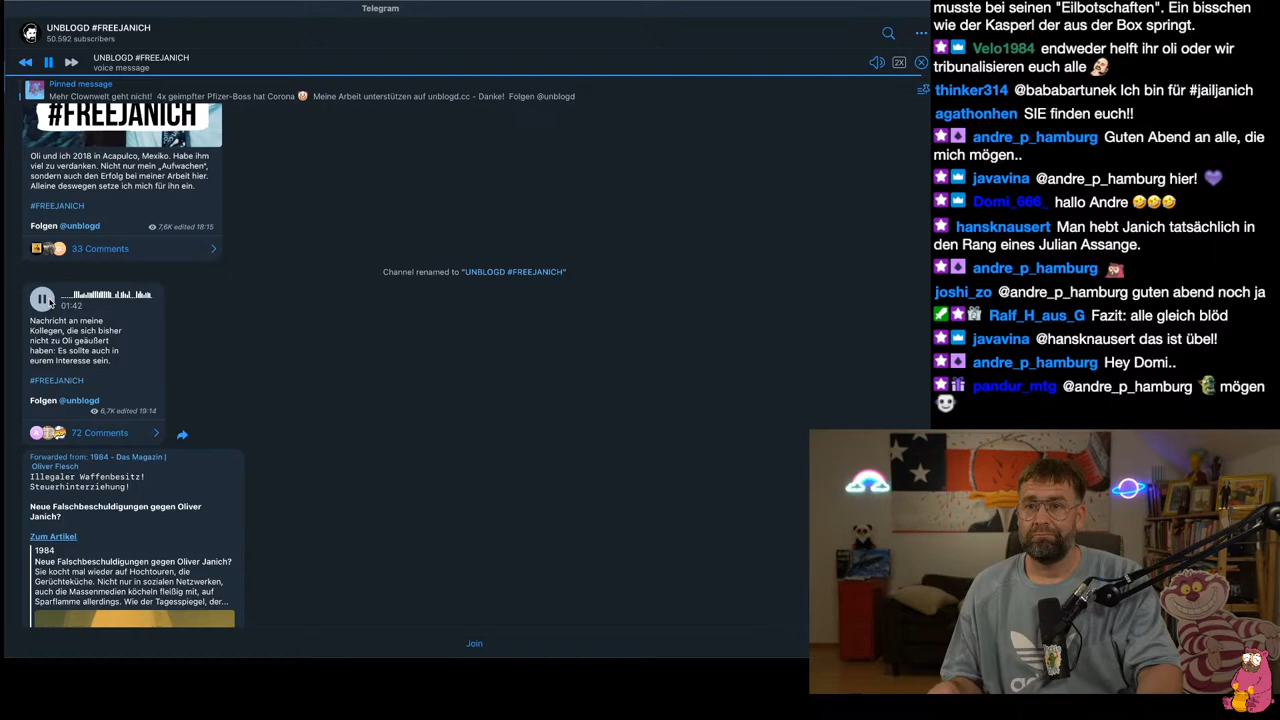 Telegram
UNBLOGD #FREEJANICH
50.592 subscribers
UNBLOGD #FREEJANICH
voice message
2X
Pinned message
Mehr Clownwelt geht nicht! 4x geimpfter Pfizer-Boss hat Corona 🤡 Meine Arbeit unterstützen auf unblogd.cc - Danke! Folgen @unblogd
#FREEJANICH
Oli und ich 2018 in Acapulco, Mexiko. Habe ihm
viel zu verdanken. Nicht nur mein „Aufwachen",
sondern auch den Erfolg bei meiner Arbeit hier.
Alleine deswegen setze ich mich für ihn ein.
#FREEJANICH
Folgen @unblogd
7,6K edited 18:15
33 Comments
Channel renamed to "UNBLOGD #FREEJANICH"
01:42
Nachricht an meine
Kollegen, die sich bisher
nicht zu Oli geäußert
haben: Es sollte auch in
eurem Interesse sein.
#FREEJANICH
Folgen @unblogd
6,7K edited 19:14
72 Comments
Forwarded from: 1984 - Das Magazin |
Oliver Flesch
Illegaler Waffenbesitz!
Steuerhinterziehung!
Neue Falschbeschuldigungen gegen Oliver
Janich?
Zum Artikel
1984
Neue Falschbeschuldigungen gegen Oliver Janich?
Sie kocht mal wieder auf Hochtouren, die
Gerüchteküche. Nicht nur in sozialen Netzwerken,
auch die Massenmedien köcheln fleißig mit, auf
Sparflamme allerdings. Wie der Tagesspiegel, der...
Join
musste bei seinen "Eilbotschaften". Ein bisschen
wie der Kasperl der aus der Box springt.
Velo1984 endweder helft ihr oli oder wir
tribunalisieren euch alle
thinker314 @bababartunek Ich bin für #jailjanich
agathonhen SIE finden euch!!
andre_p_hamburg Guten Abend an alle, die
mich mögen..
javavina @andre_p_hamburg hier! 💜
Domi_666_ hallo Andre 🤣🤣🤣
hansknausert Man hebt Janich tatsächlich in
den Rang eines Julian Assange.
andre_p_hamburg
joshi_zo @andre_p_hamburg guten abend noch ja
Ralf_H_aus_G Fazit: alle gleich blöd
javavina @hansknausert das ist übel!!
andre_p_hamburg Hey Domi..
pandur_mtg @andre_p_hamburg mögen
adidas